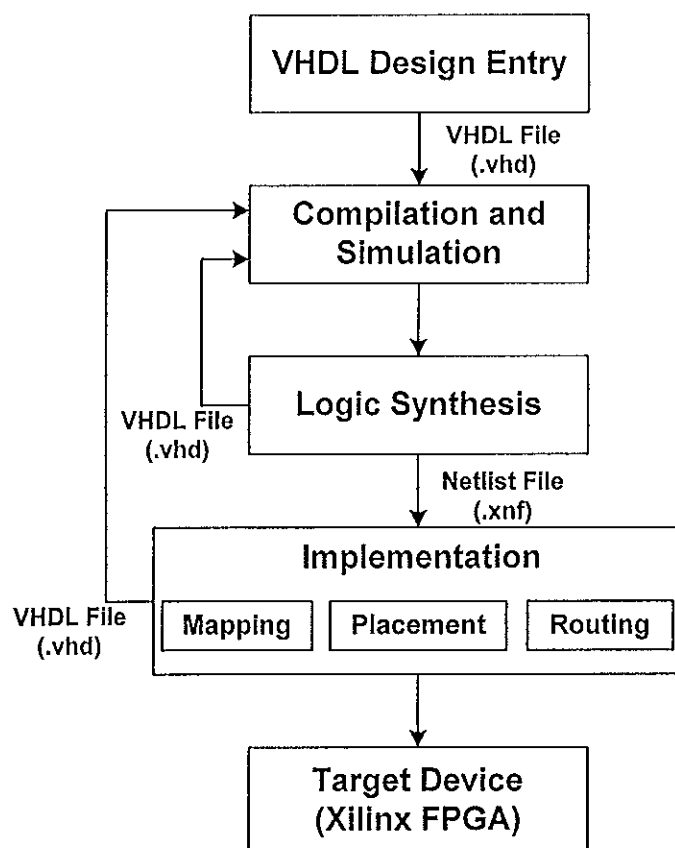 VHDL Design Entry
VHDL File
(.vhd)
Compilation and
Simulation
Logic Synthesis
VHDL File
(.vhd)
Netlist File
(.xnf)
Implementation
VHDL File
(.vhd)
Mapping
Placement
Routing
Target Device
(Xilinx FPGA)